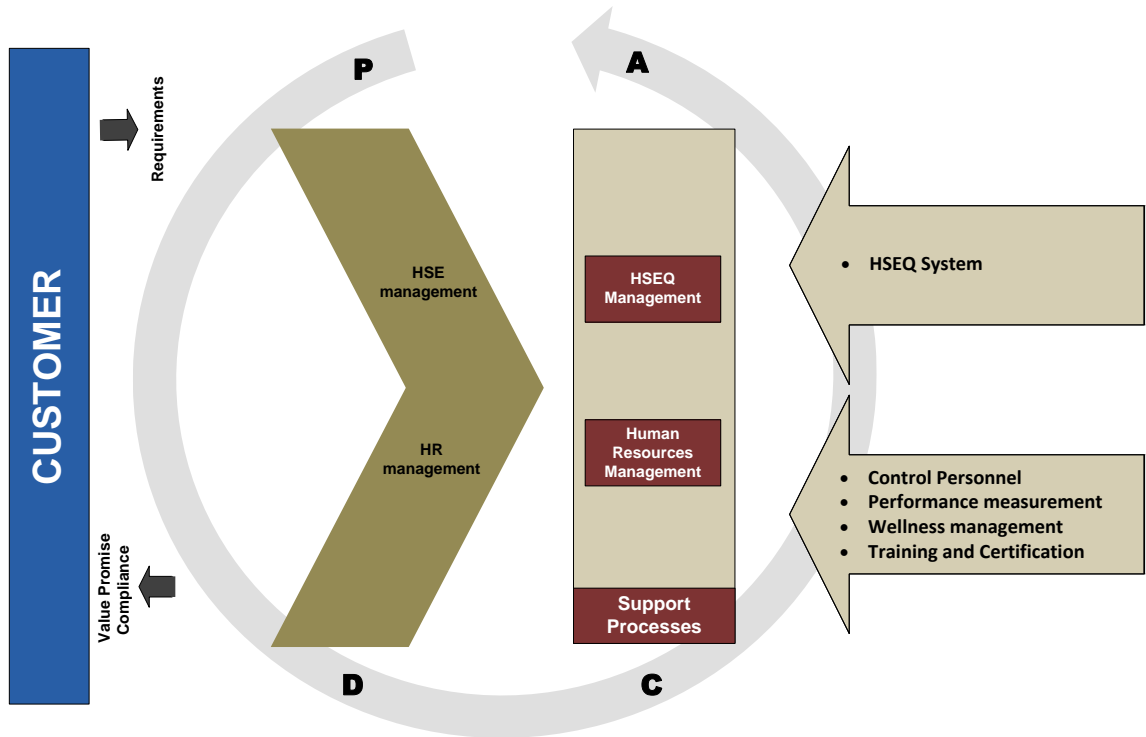 CUSTOMER
Requirements
Value Promise
Compliance
P
A
D
C
HSE
management
HR
management
HSEQ
Management
Human
Resources
Management
Support
Processes
• HSEQ System
• Control Personnel
• Performance measurement
• Wellness management
• Training and Certification